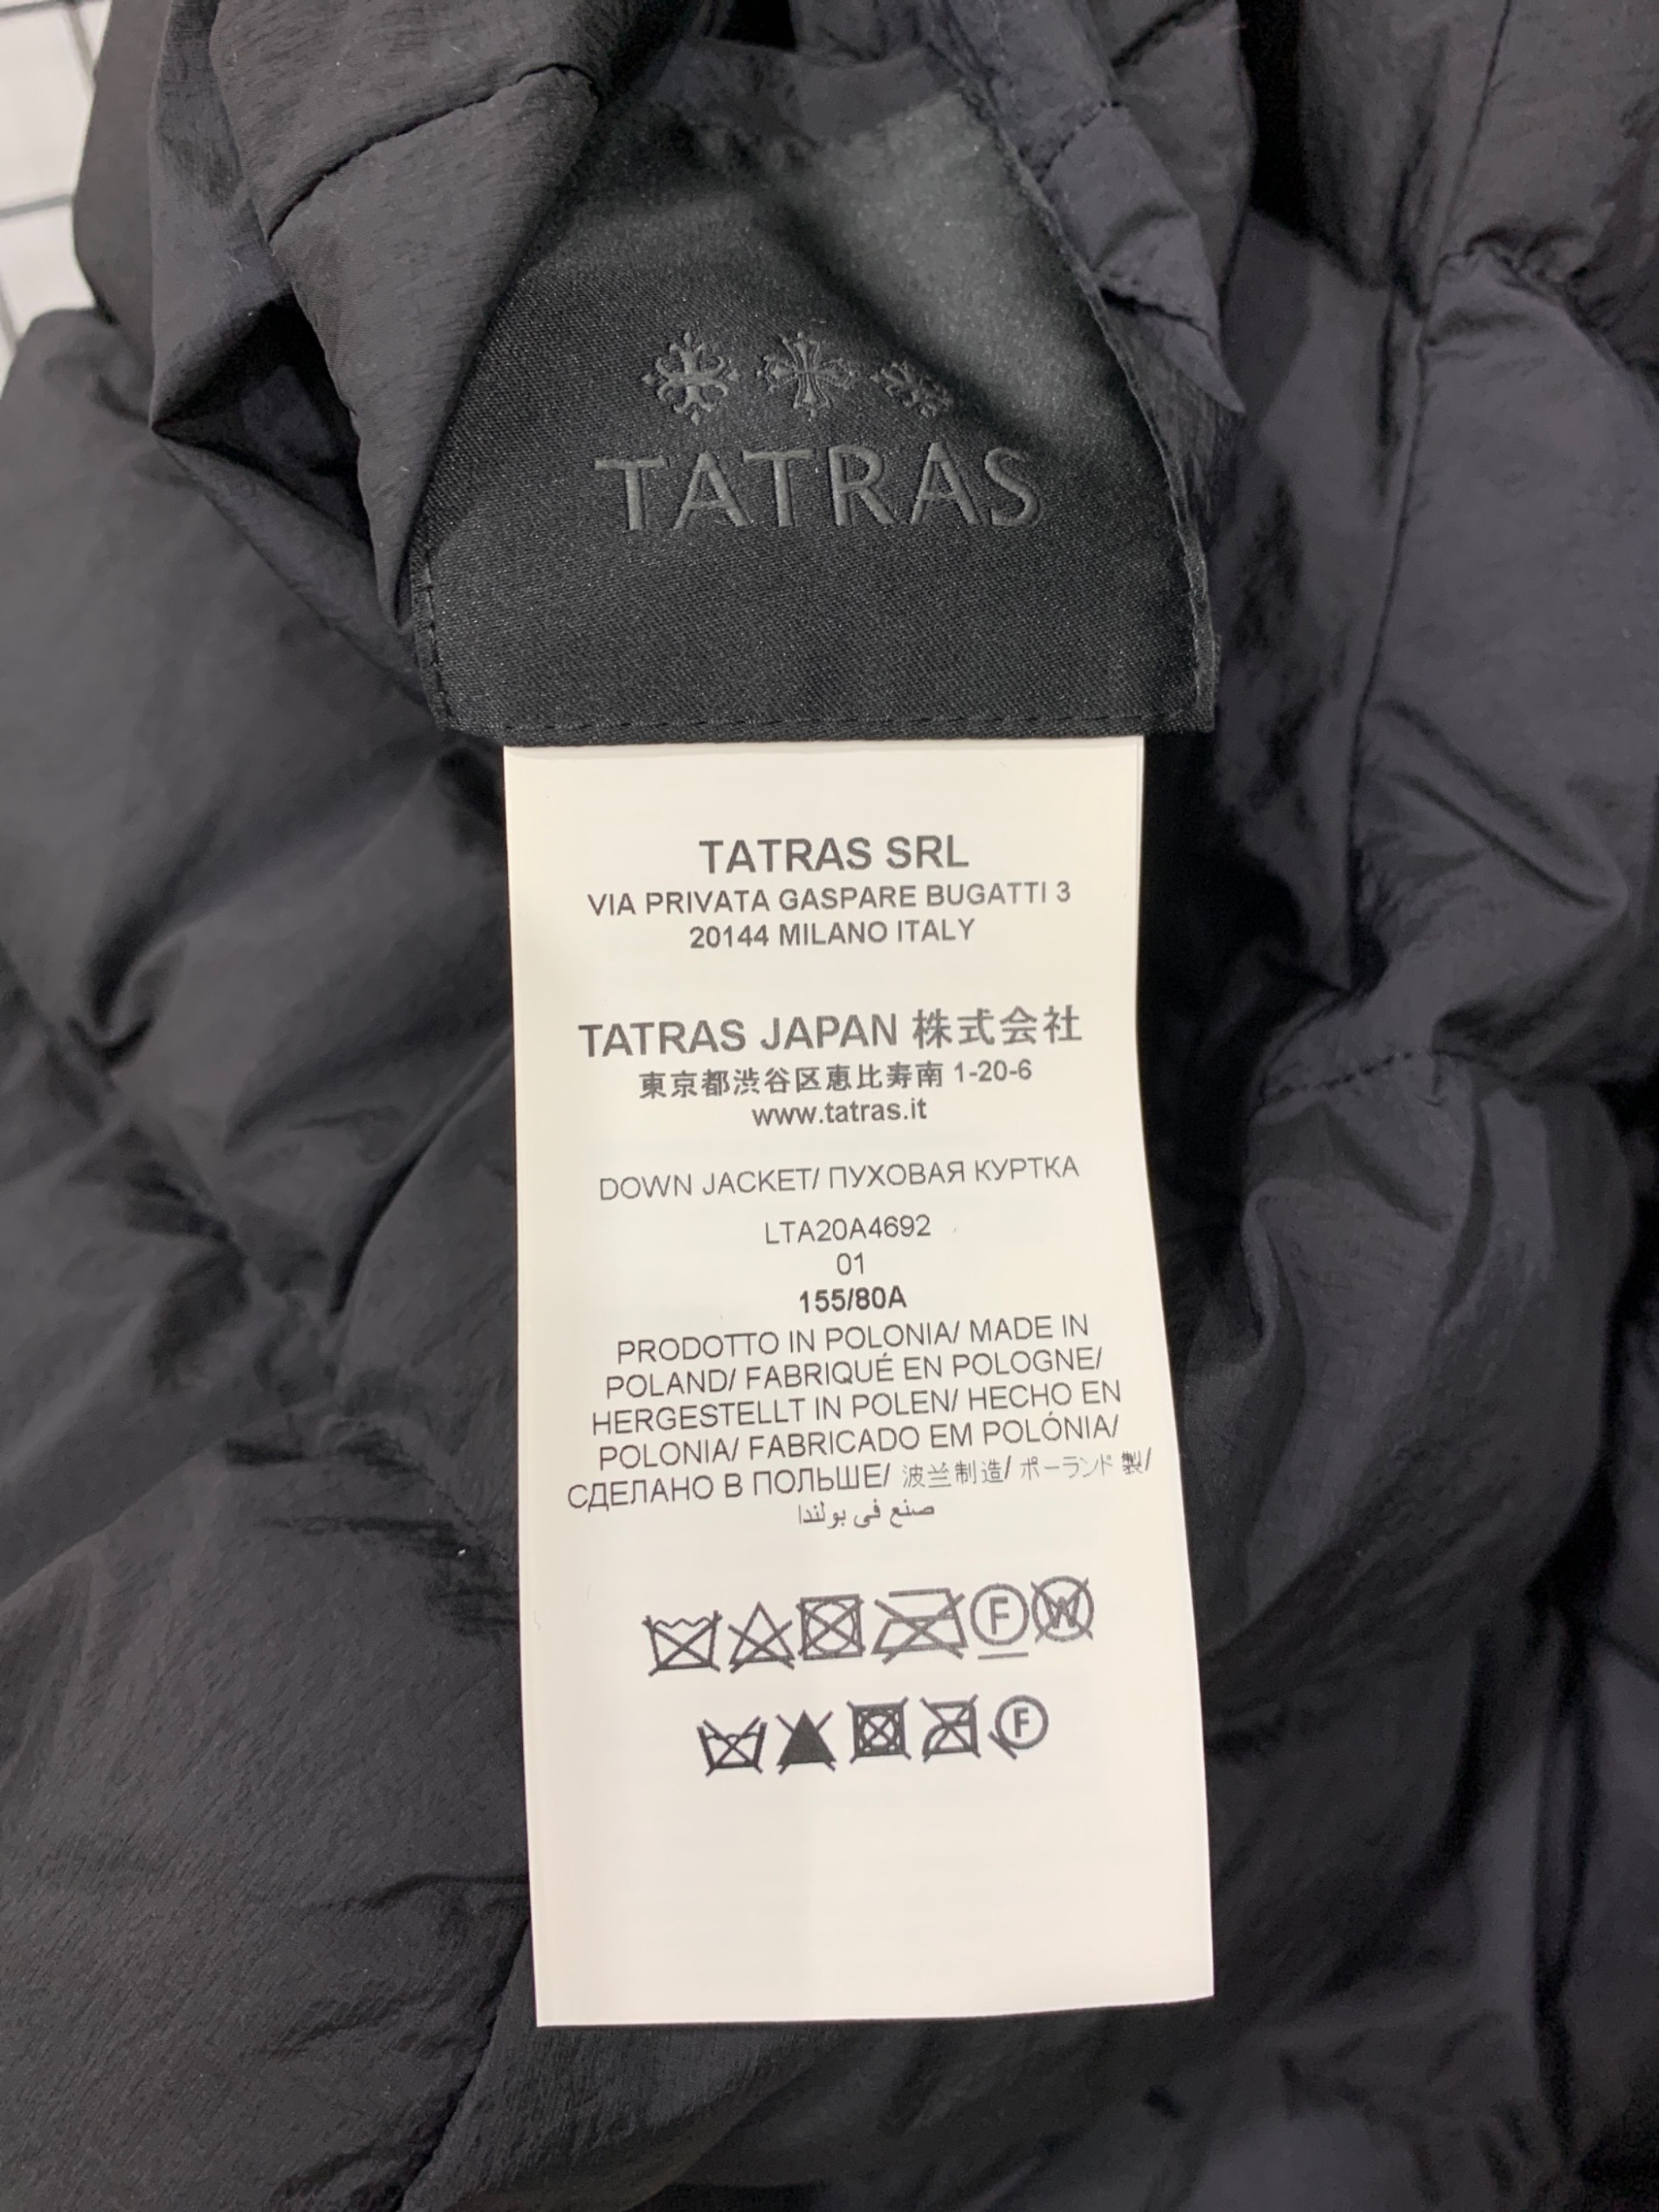 TATRAS
TATRAS SRL
VIA PRIVATA GASPARE BUGATTI 3
20144 MILANO ITALY
TATRAS JAPAN 株式会社
東京都渋谷区恵比寿南 1-20-6
www.tatras.it
DOWN JACKET/ ПУХОВАЯ КУРТКА
LTA20A4692
01
155/80A
PRODOTTO IN POLONIA/ MADE IN
POLAND/ FABRIQUÉ EN POLOGNE/
HERGESTELLT IN POLEN/ HECHO EN
POLONIA/ FABRICADO EM POLÓNIA/
СДЕЛАНО В ПОЛЬШЕ/ 波兰制造/ ポーランド 製/
صنع في بولندا
F W
F